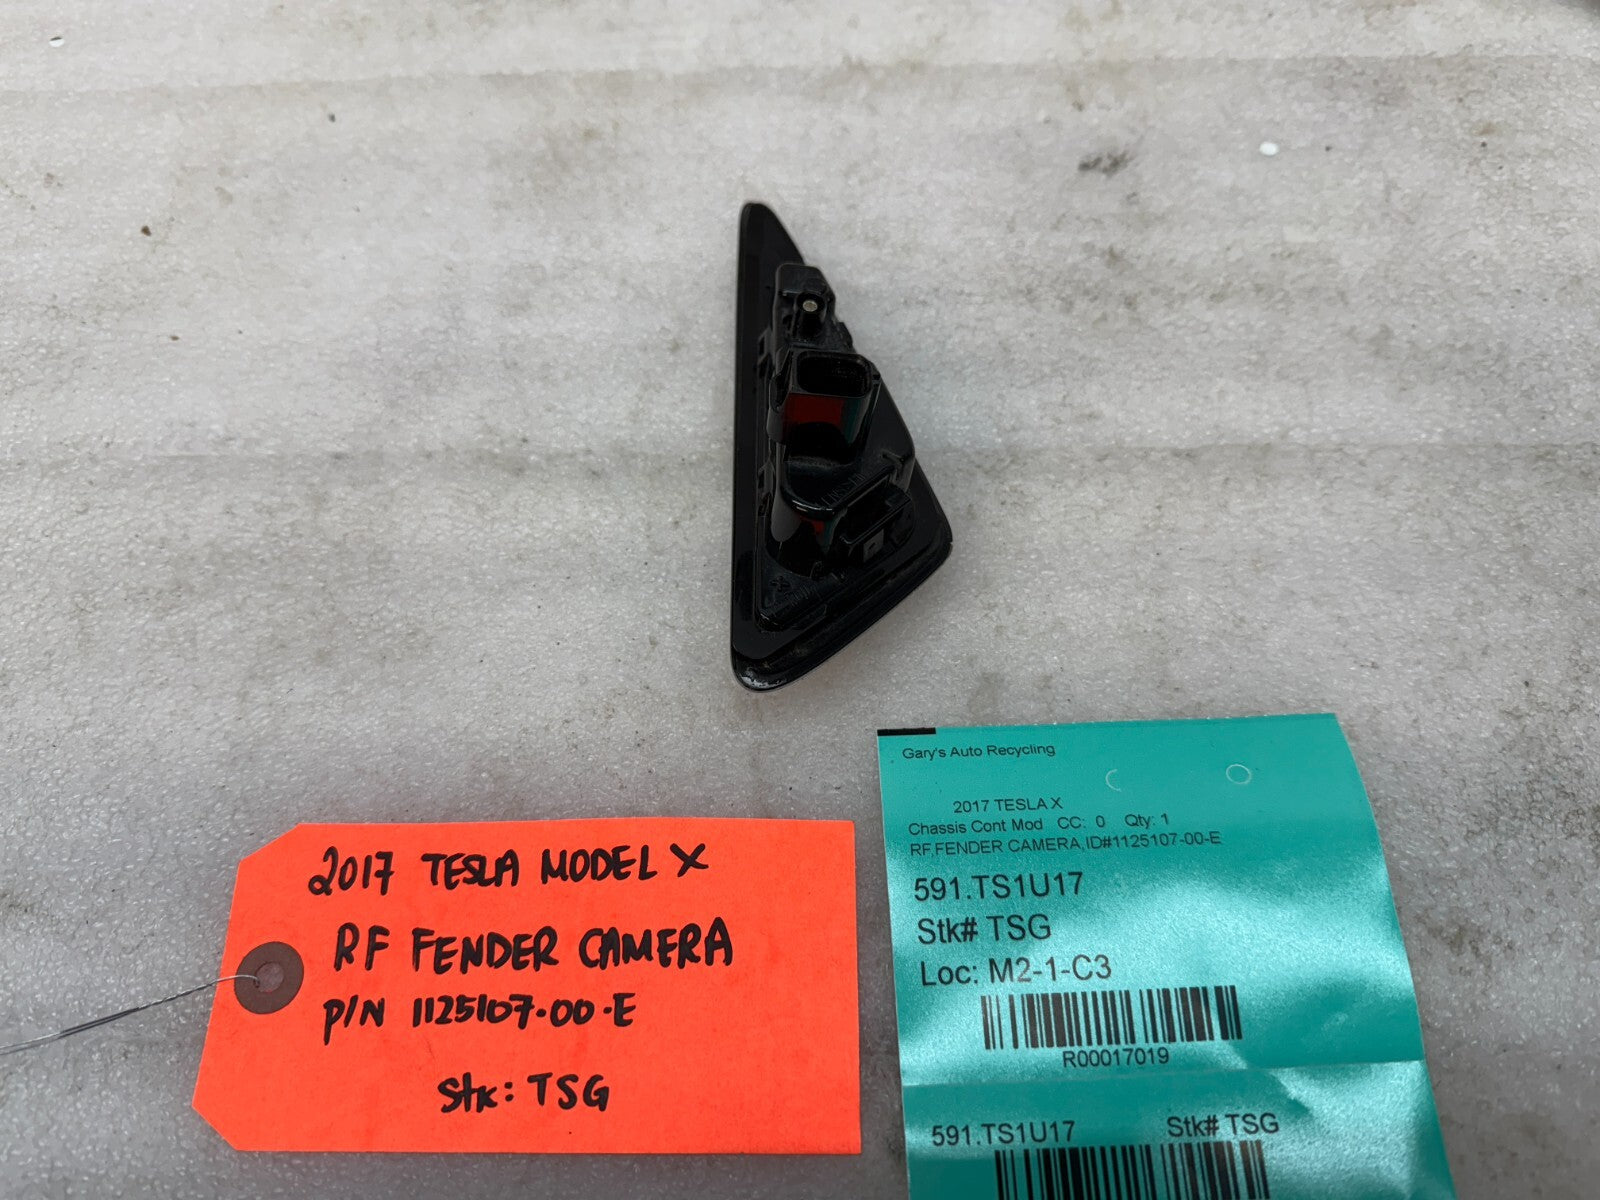 2017 TESLA MODEL X
RF FENDER CAMERA
P/N 1125107-00-E
Stk: TSG
Gary's Auto Recycling
2017 TESLA X
Chassis Cont Mod CC: 0 Qty: 1
RF,FENDER CAMERA,ID#1125107-00-E
591.TS1U17
Stk# TSG
Loc: M2-1-C3
R00017019
591.TS1U17 Stk# TSG